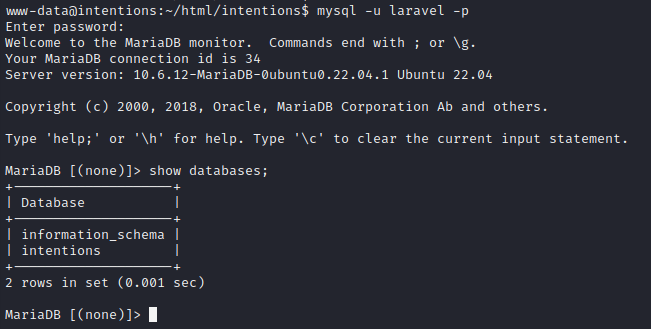 www-data@intentions:~/html/intentions$ mysql -u laravel -p
Enter password:
Welcome to the MariaDB monitor.  Commands end with ; or \g.
Your MariaDB connection id is 34
Server version: 10.6.12-MariaDB-0ubuntu0.22.04.1 Ubuntu 22.04

Copyright (c) 2000, 2018, Oracle, MariaDB Corporation Ab and others.

Type 'help;' or '\h' for help. Type '\c' to clear the current input statement.

MariaDB [(none)]> show databases;
+--------------------+
| Database           |
+--------------------+
| information_schema |
| intentions         |
+--------------------+
2 rows in set (0.001 sec)

MariaDB [(none)]>